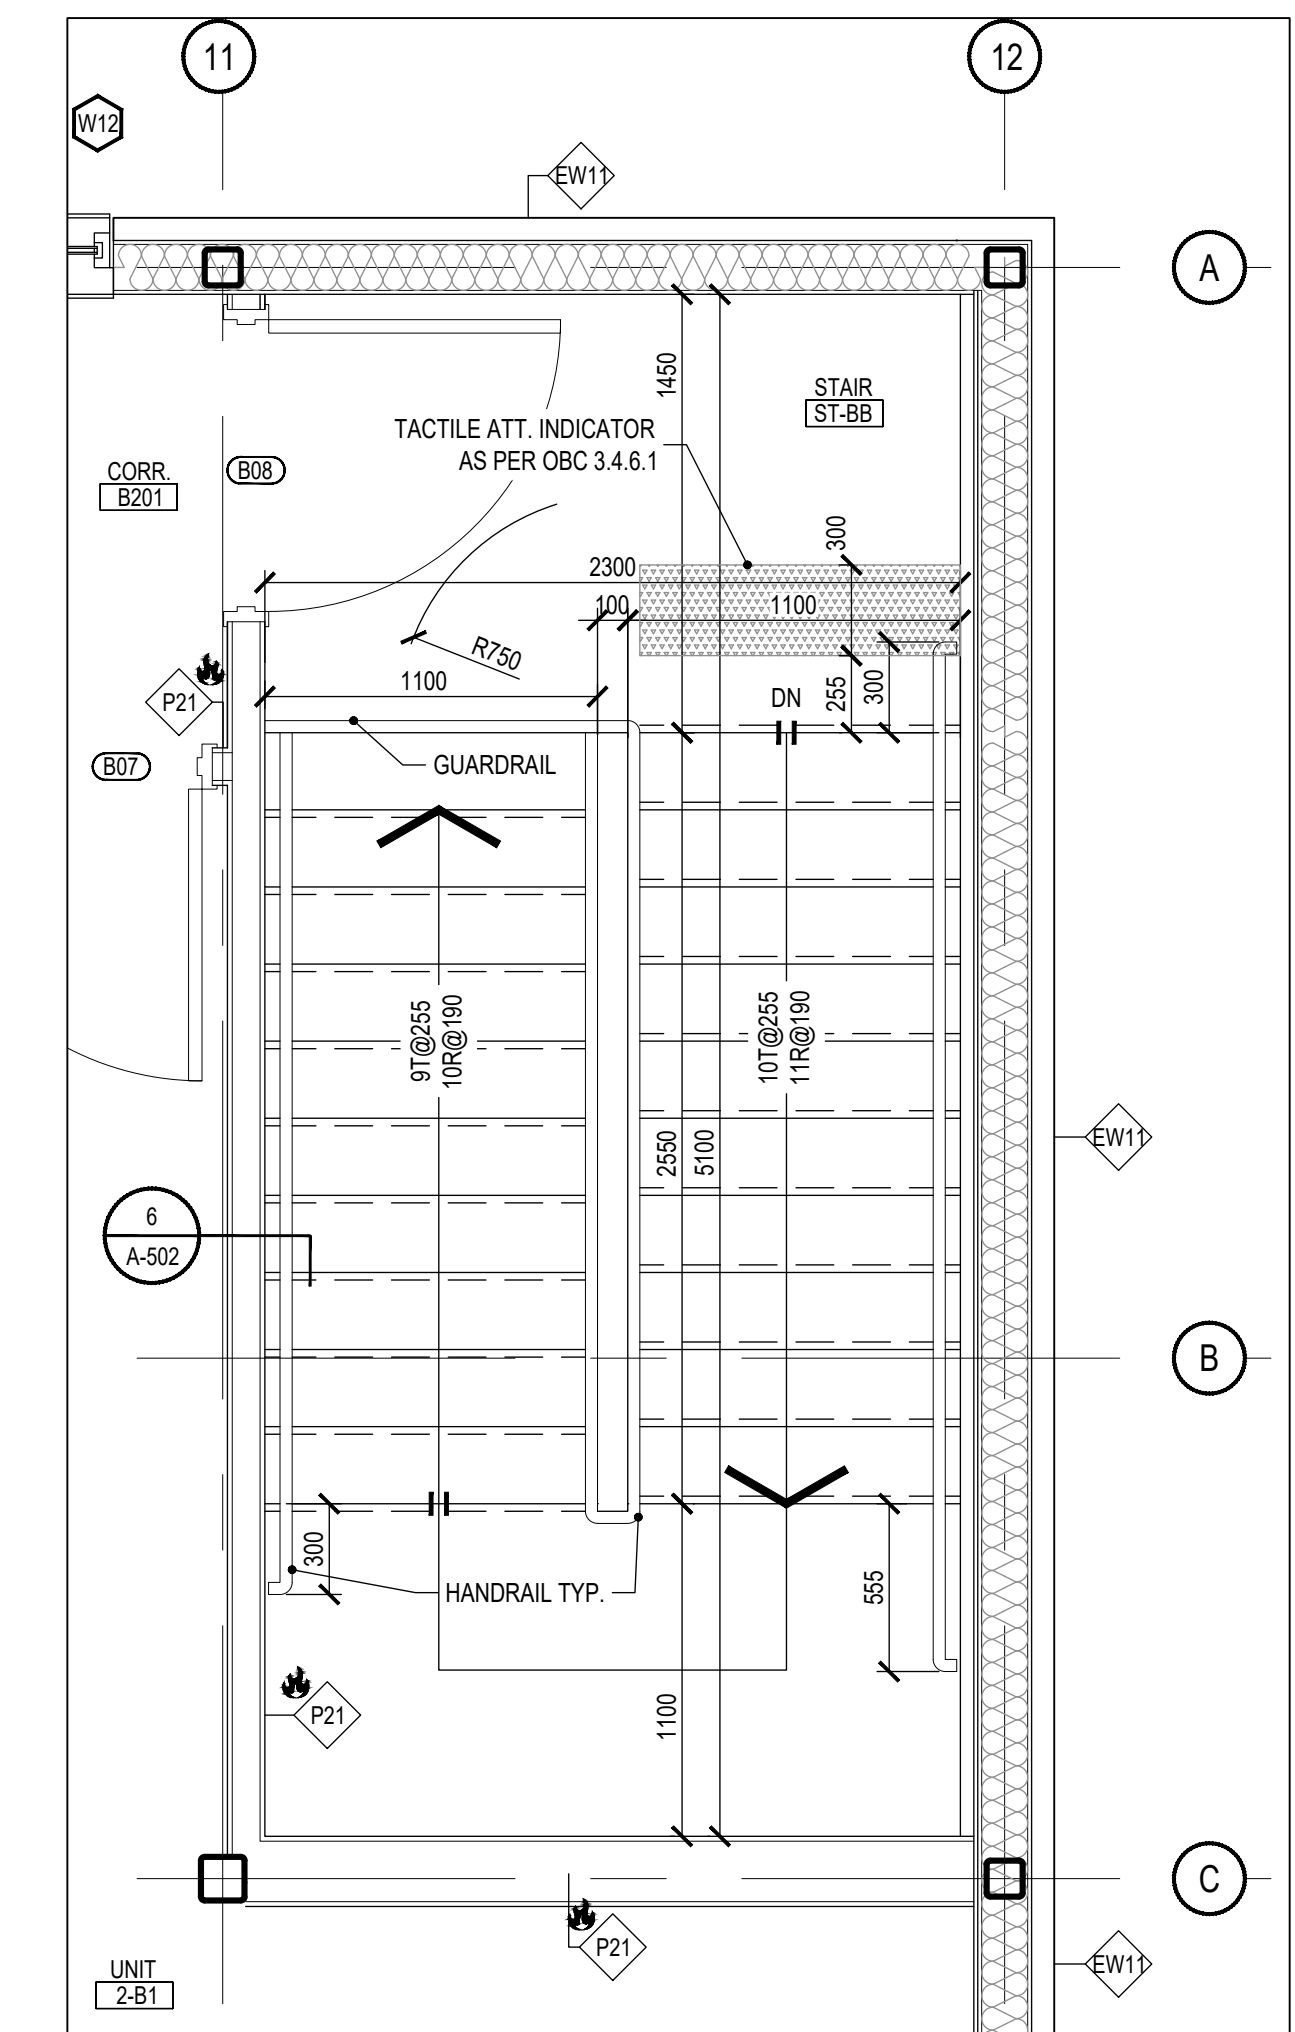 11
12
W12
EW11
A
1450
STAIR
ST-BB
TACTILE ATT. INDICATOR
AS PER OBC 3.4.6.1
CORR.
B201
B08
300
2300
100
1100
R750
P21
1100
255
300
DN
B07
GUARDRAIL
9T@255
10R@190
10T@255
11R@190
2550
5100
EW11
6
A-502
B
300
HANDRAIL TYP.
555
P21
1100
C
P21
EW11
UNIT
2-B1